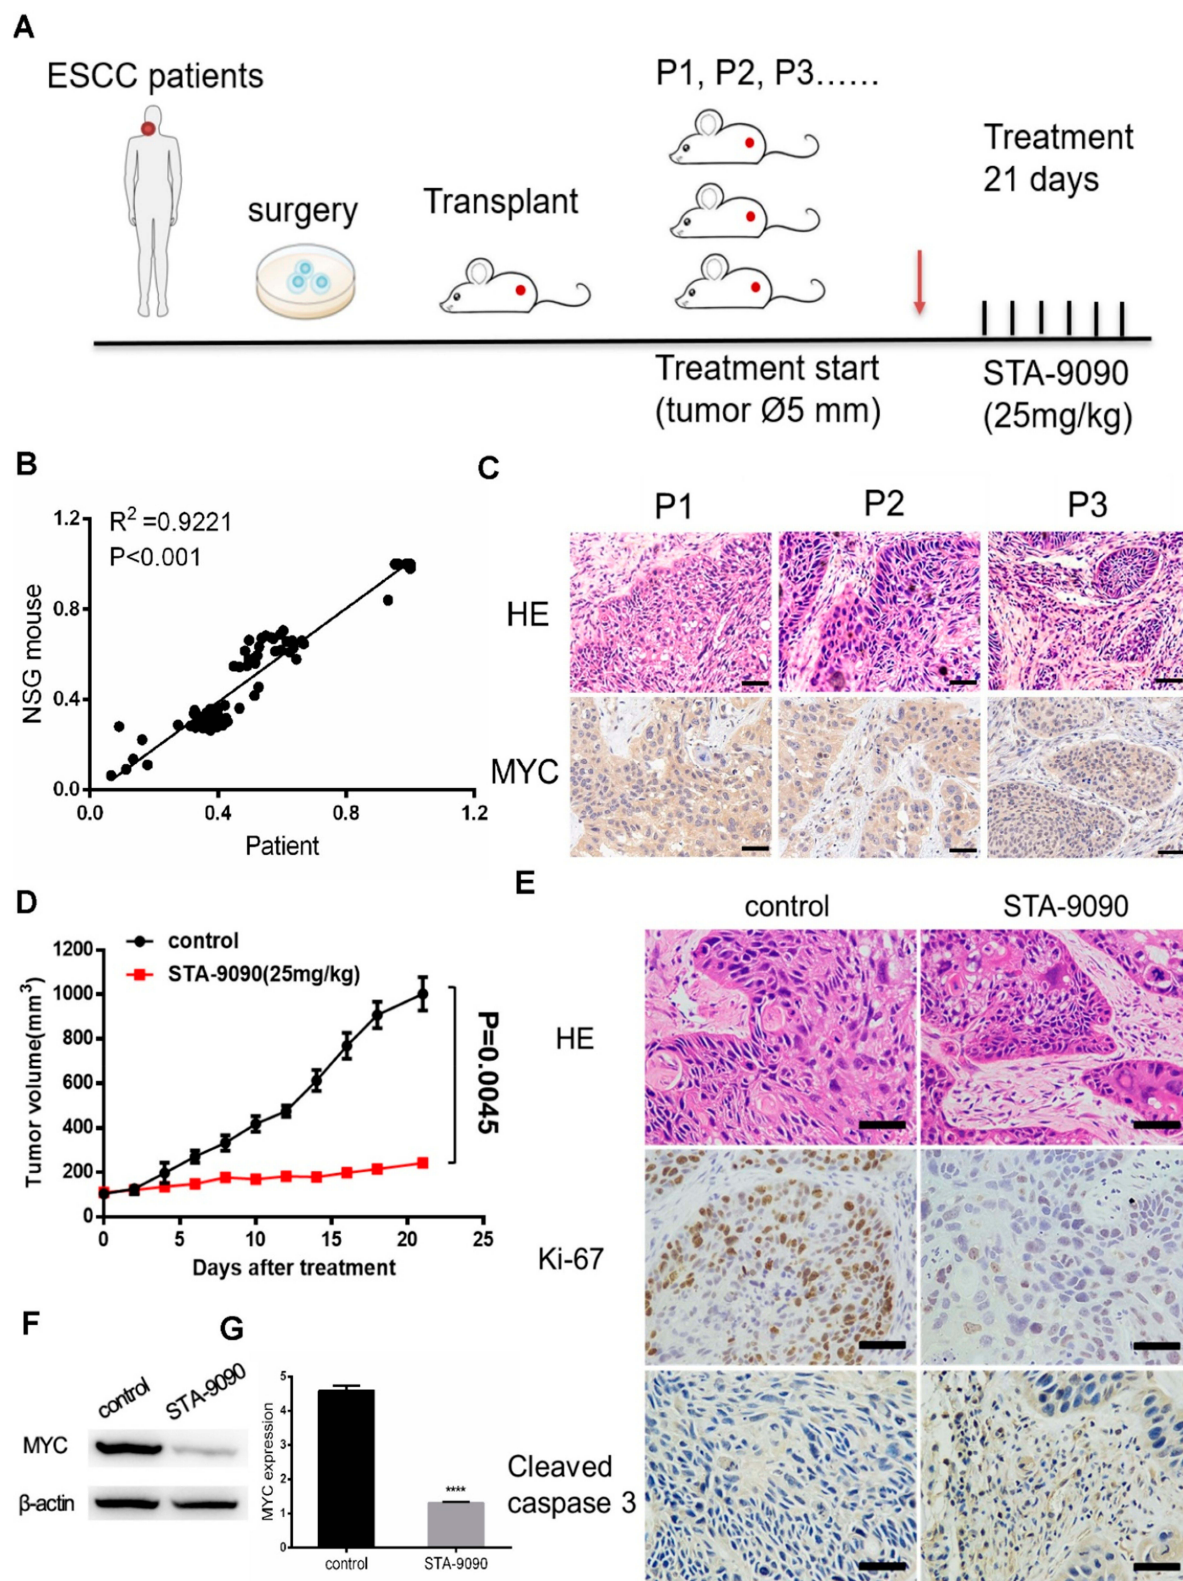 A
ESCC patients
surgery
Transplant
P1, P2, P3......
Treatment
21 days
Treatment start
(tumor Ø5 mm)
STA-9090
(25mg/kg)
B
R² =0.9221
P<0.001
1.2
0.8
0.4
0.0
NSG mouse
0.0 0.4 0.8 1.2
Patient
C
P1 P2 P3
HE
MYC
D
control
STA-9090(25mg/kg)
1200
1000
800
600
400
200
0
Tumor volume(mm³)
P=0.0045
0 5 10 15 20 25
Days after treatment
E
control STA-9090
HE
Ki-67
Cleaved
caspase 3
F
control STA-9090
MYC
β-actin
G
5
4
3
2
1
0
MYC expression
****
control STA-9090